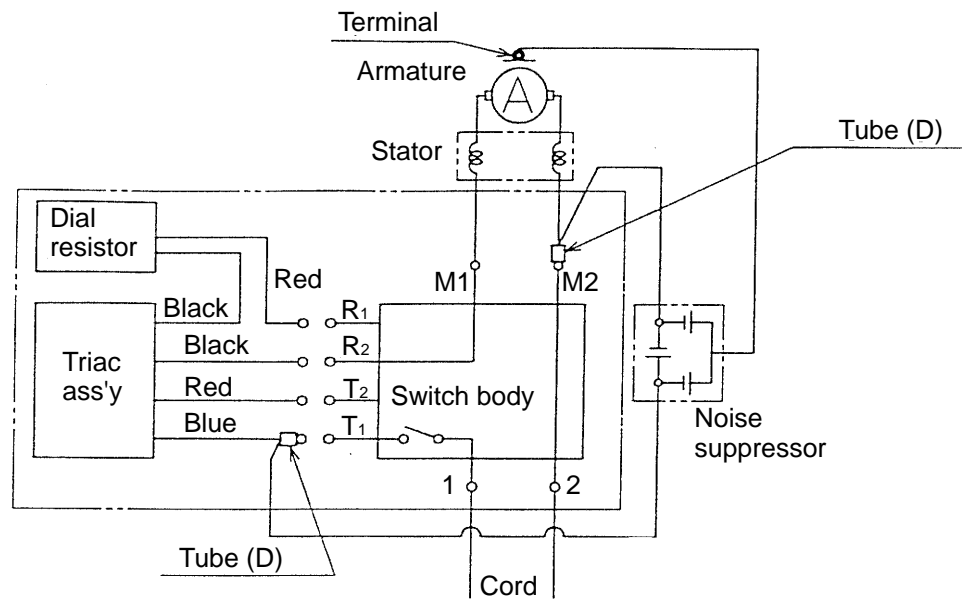 Terminal
Armature
A
Tube (D)
Stator
Dial
resistor
Red
M1
M2
Black
R1
Black
R2
Triac
ass'y
Red
T2
Switch body
Blue
T1
Noise
suppressor
1
2
Tube (D)
Cord